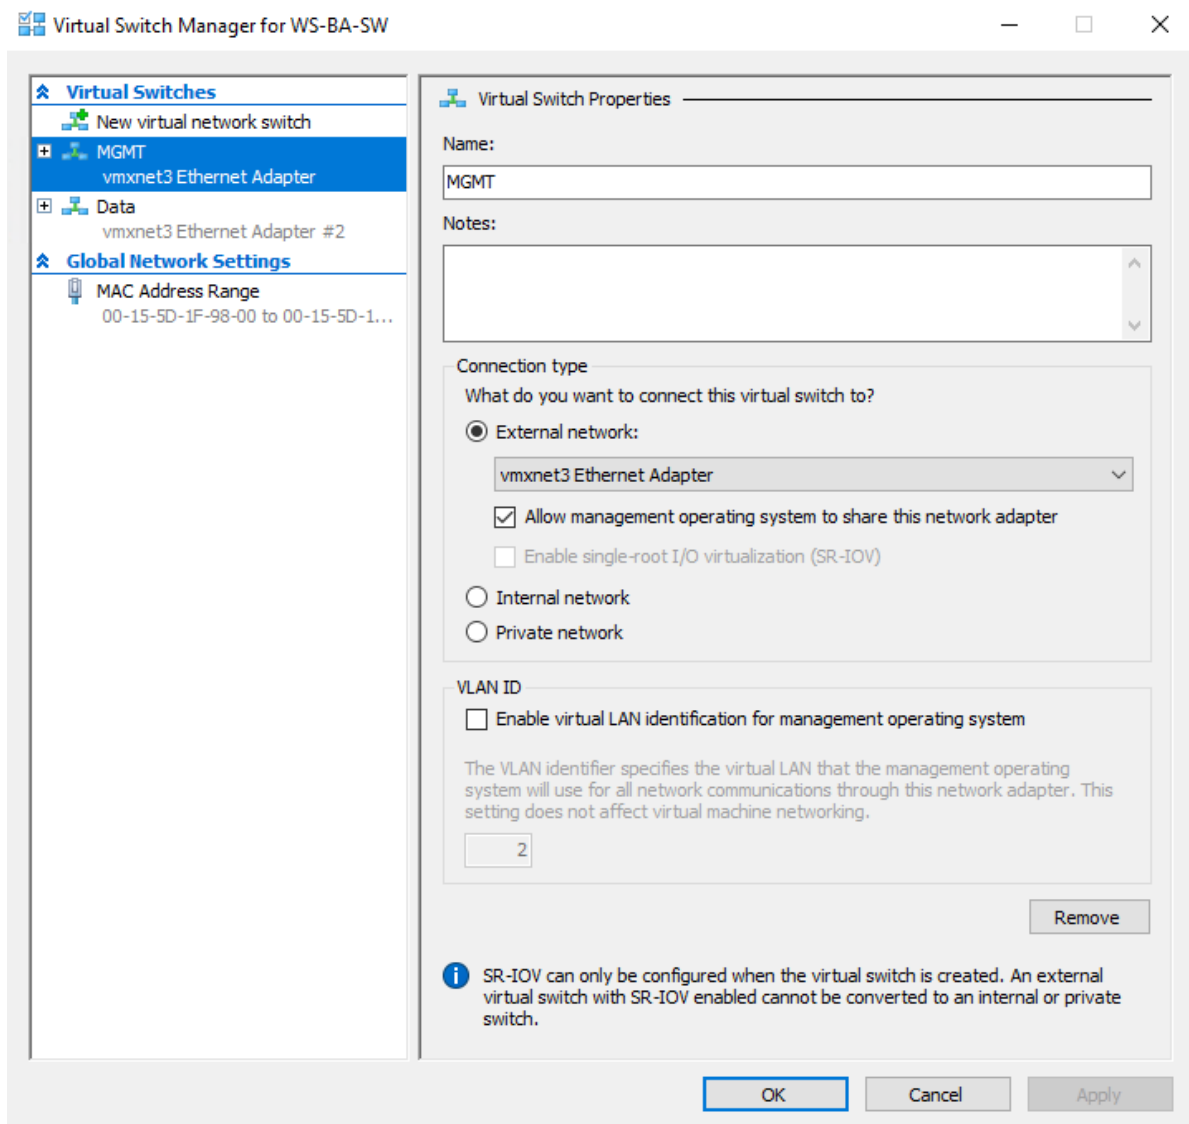 Virtual Switch Manager for WS-BA-SW
Virtual Switches
New virtual network switch
MGMT
vmxnet3 Ethernet Adapter
Data
vmxnet3 Ethernet Adapter #2
Global Network Settings
MAC Address Range
00-15-5D-1F-98-00 to 00-15-5D-1...
Virtual Switch Properties
Name:
MGMT
Notes:
Connection type
What do you want to connect this virtual switch to?
External network:
vmxnet3 Ethernet Adapter
Allow management operating system to share this network adapter
Enable single-root I/O virtualization (SR-IOV)
Internal network
Private network
VLAN ID
Enable virtual LAN identification for management operating system
The VLAN identifier specifies the virtual LAN that the management operating
system will use for all network communications through this network adapter. This
setting does not affect virtual machine networking.
2
Remove
SR-IOV can only be configured when the virtual switch is created. An external
virtual switch with SR-IOV enabled cannot be converted to an internal or private
switch.
OK
Cancel
Apply